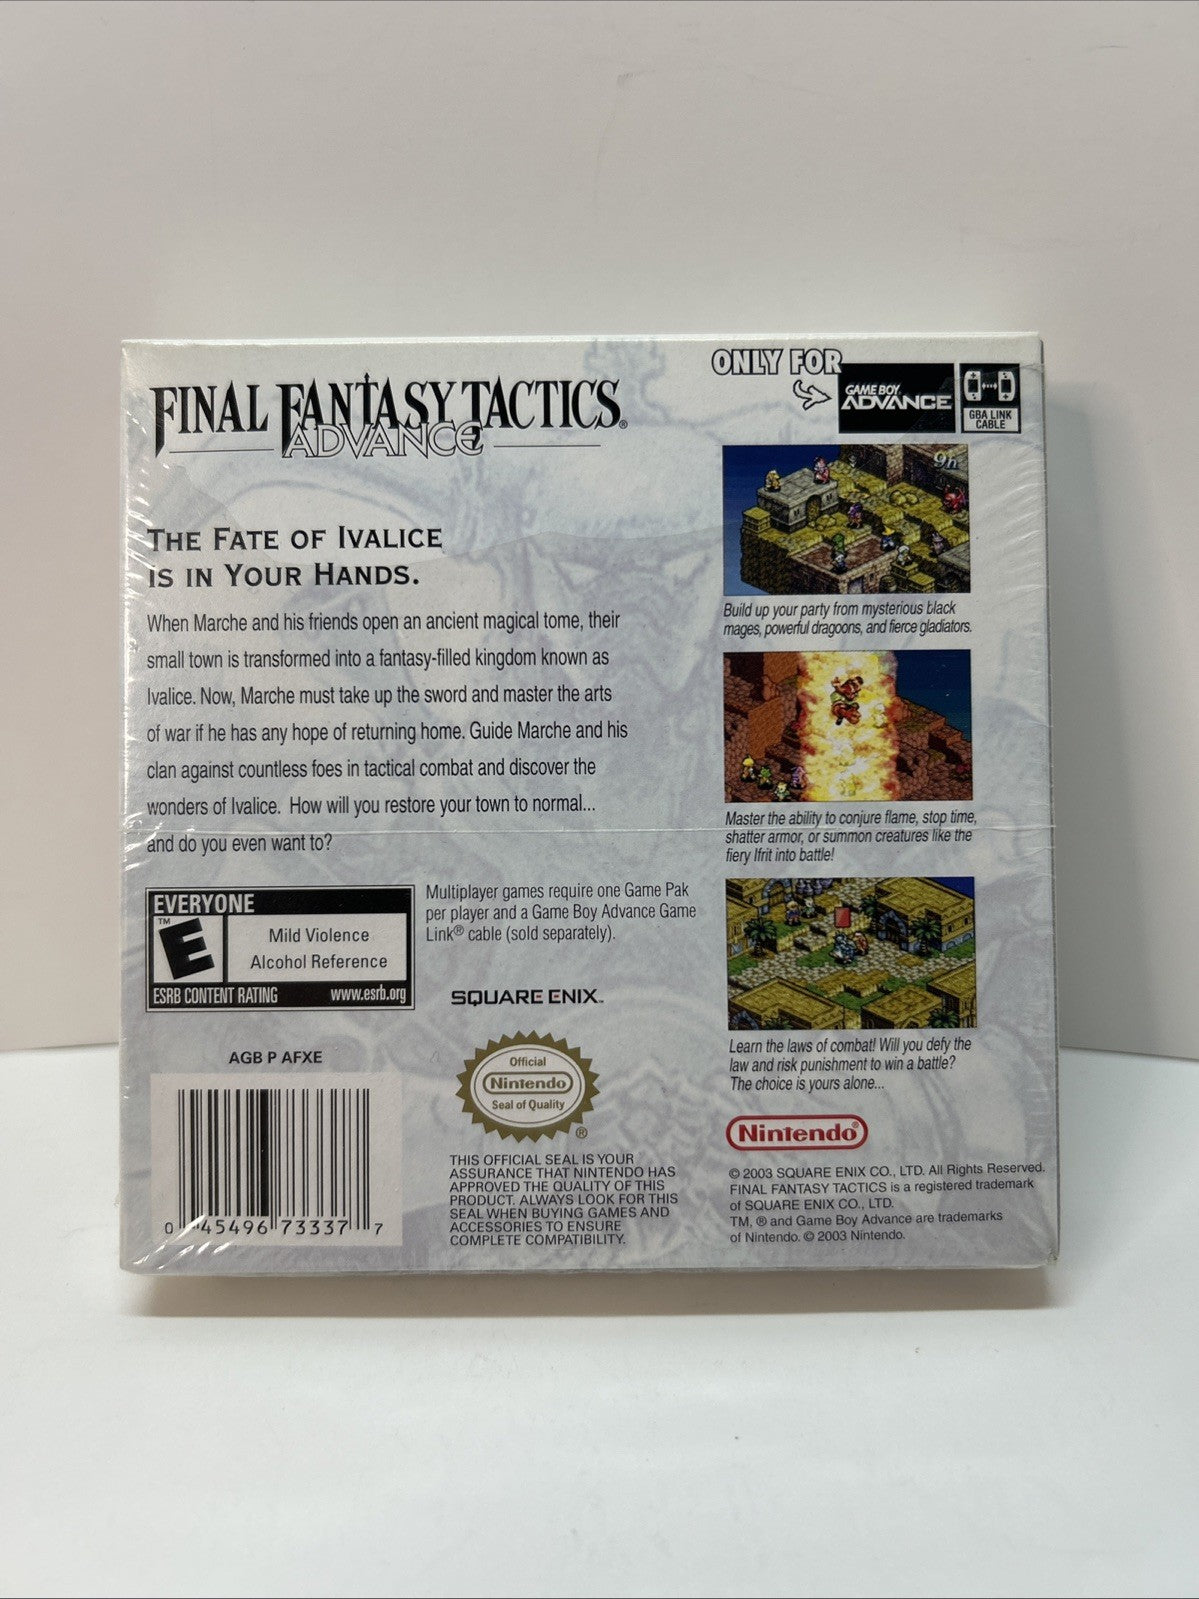 FINAL FANTASY TACTICS®
ADVANCE
ONLY FOR
GAME BOY
ADVANCE
GBA LINK
CABLE
THE FATE OF IVALICE
IS IN YOUR HANDS.
When Marche and his friends open an ancient magical tome, their
small town is transformed into a fantasy-filled kingdom known as
Ivalice. Now, Marche must take up the sword and master the arts
of war if he has any hope of returning home. Guide Marche and his
clan against countless foes in tactical combat and discover the
wonders of Ivalice. How will you restore your town to normal...
and do you even want to?
Build up your party from mysterious black
mages, powerful dragoons, and fierce gladiators.
Master the ability to conjure flame, stop time,
shatter armor, or summon creatures like the
fiery Ifrit into battle!
Learn the laws of combat! Will you defy the
law and risk punishment to win a battle?
The choice is yours alone...
EVERYONE
TM
E
Mild Violence
Alcohol Reference
ESRB CONTENT RATING www.esrb.org
Multiplayer games require one Game Pak
per player and a Game Boy Advance Game
Link® cable (sold separately).
SQUARE ENIX™
AGB P AFXE
0 45496 73337 7
Official
Nintendo
Seal of Quality
®
THIS OFFICIAL SEAL IS YOUR
ASSURANCE THAT NINTENDO HAS
APPROVED THE QUALITY OF THIS
PRODUCT. ALWAYS LOOK FOR THIS
SEAL WHEN BUYING GAMES AND
ACCESSORIES TO ENSURE
COMPLETE COMPATIBILITY.
Nintendo®
© 2003 SQUARE ENIX CO., LTD. All Rights Reserved.
FINAL FANTASY TACTICS is a registered trademark
of SQUARE ENIX CO., LTD.
TM, ® and Game Boy Advance are trademarks
of Nintendo. © 2003 Nintendo.